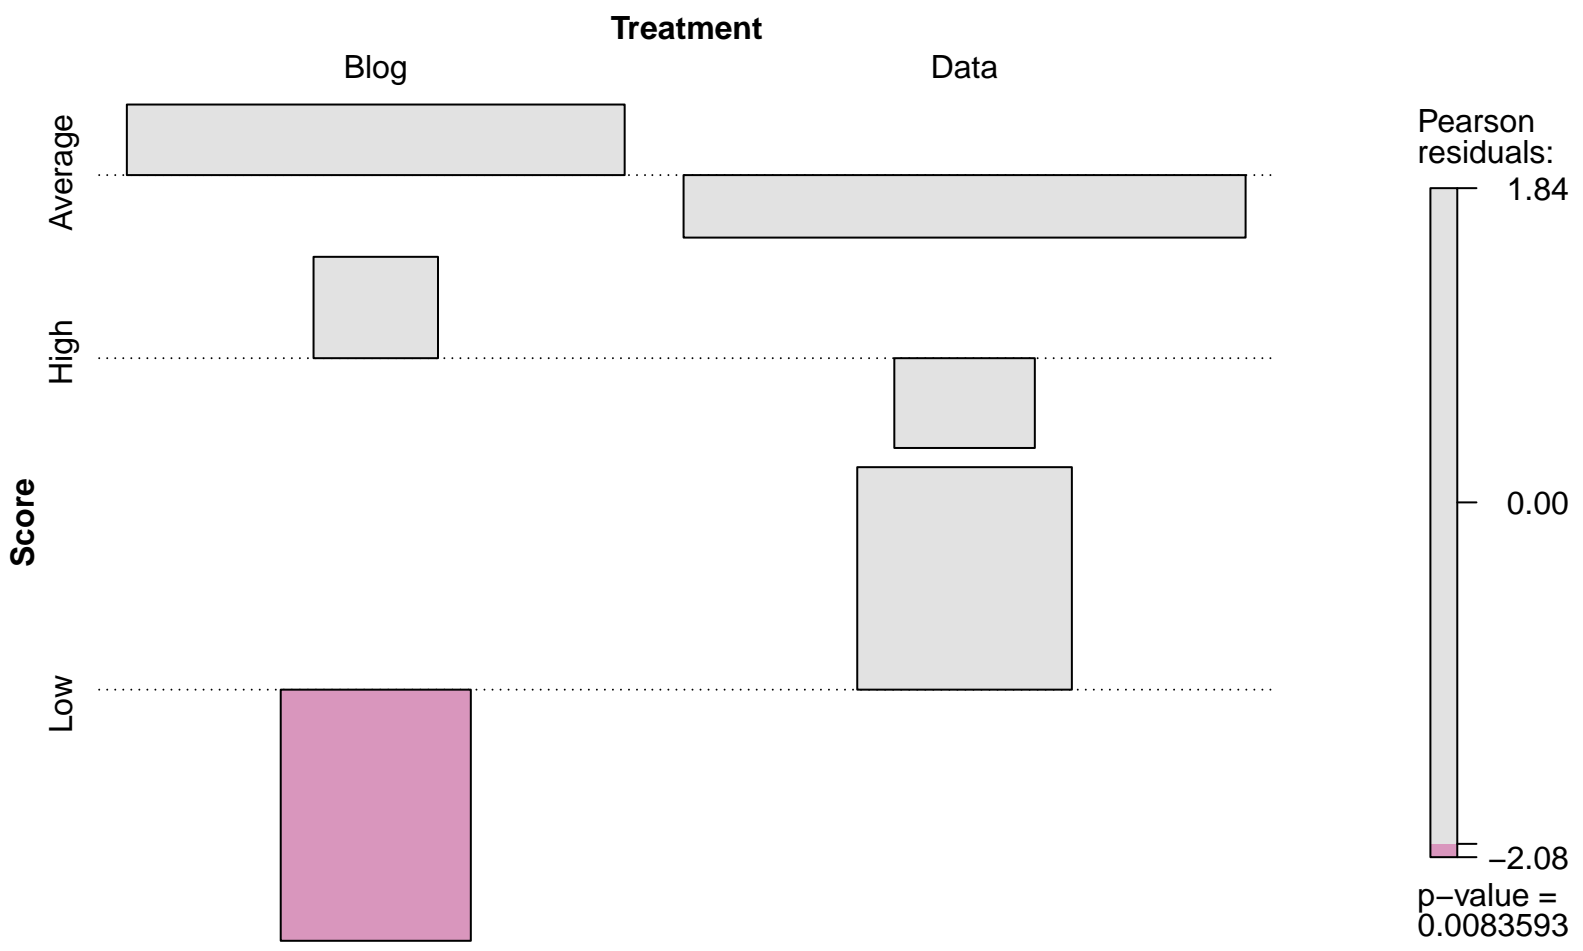 Treatment
Blog
Data
Average
High
Low
Score
Pearson
residuals:
1.84
0.00
−2.08
p−value =
0.0083593